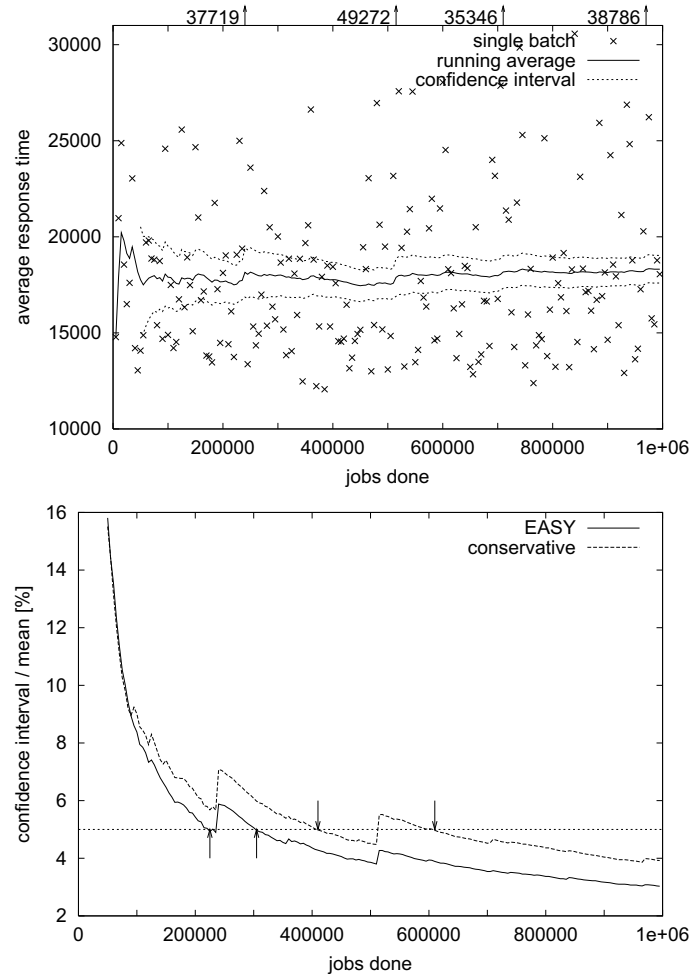 37719 49272 35346 38786
30000
single batch
running average
confidence interval
25000
20000
15000
10000
average response time
0 200000 400000 600000 800000 1e+06
jobs done
16
EASY
conservative
14
12
10
8
6
4
2
confidence interval / mean [%]
0 200000 400000 600000 800000 1e+06
jobs done